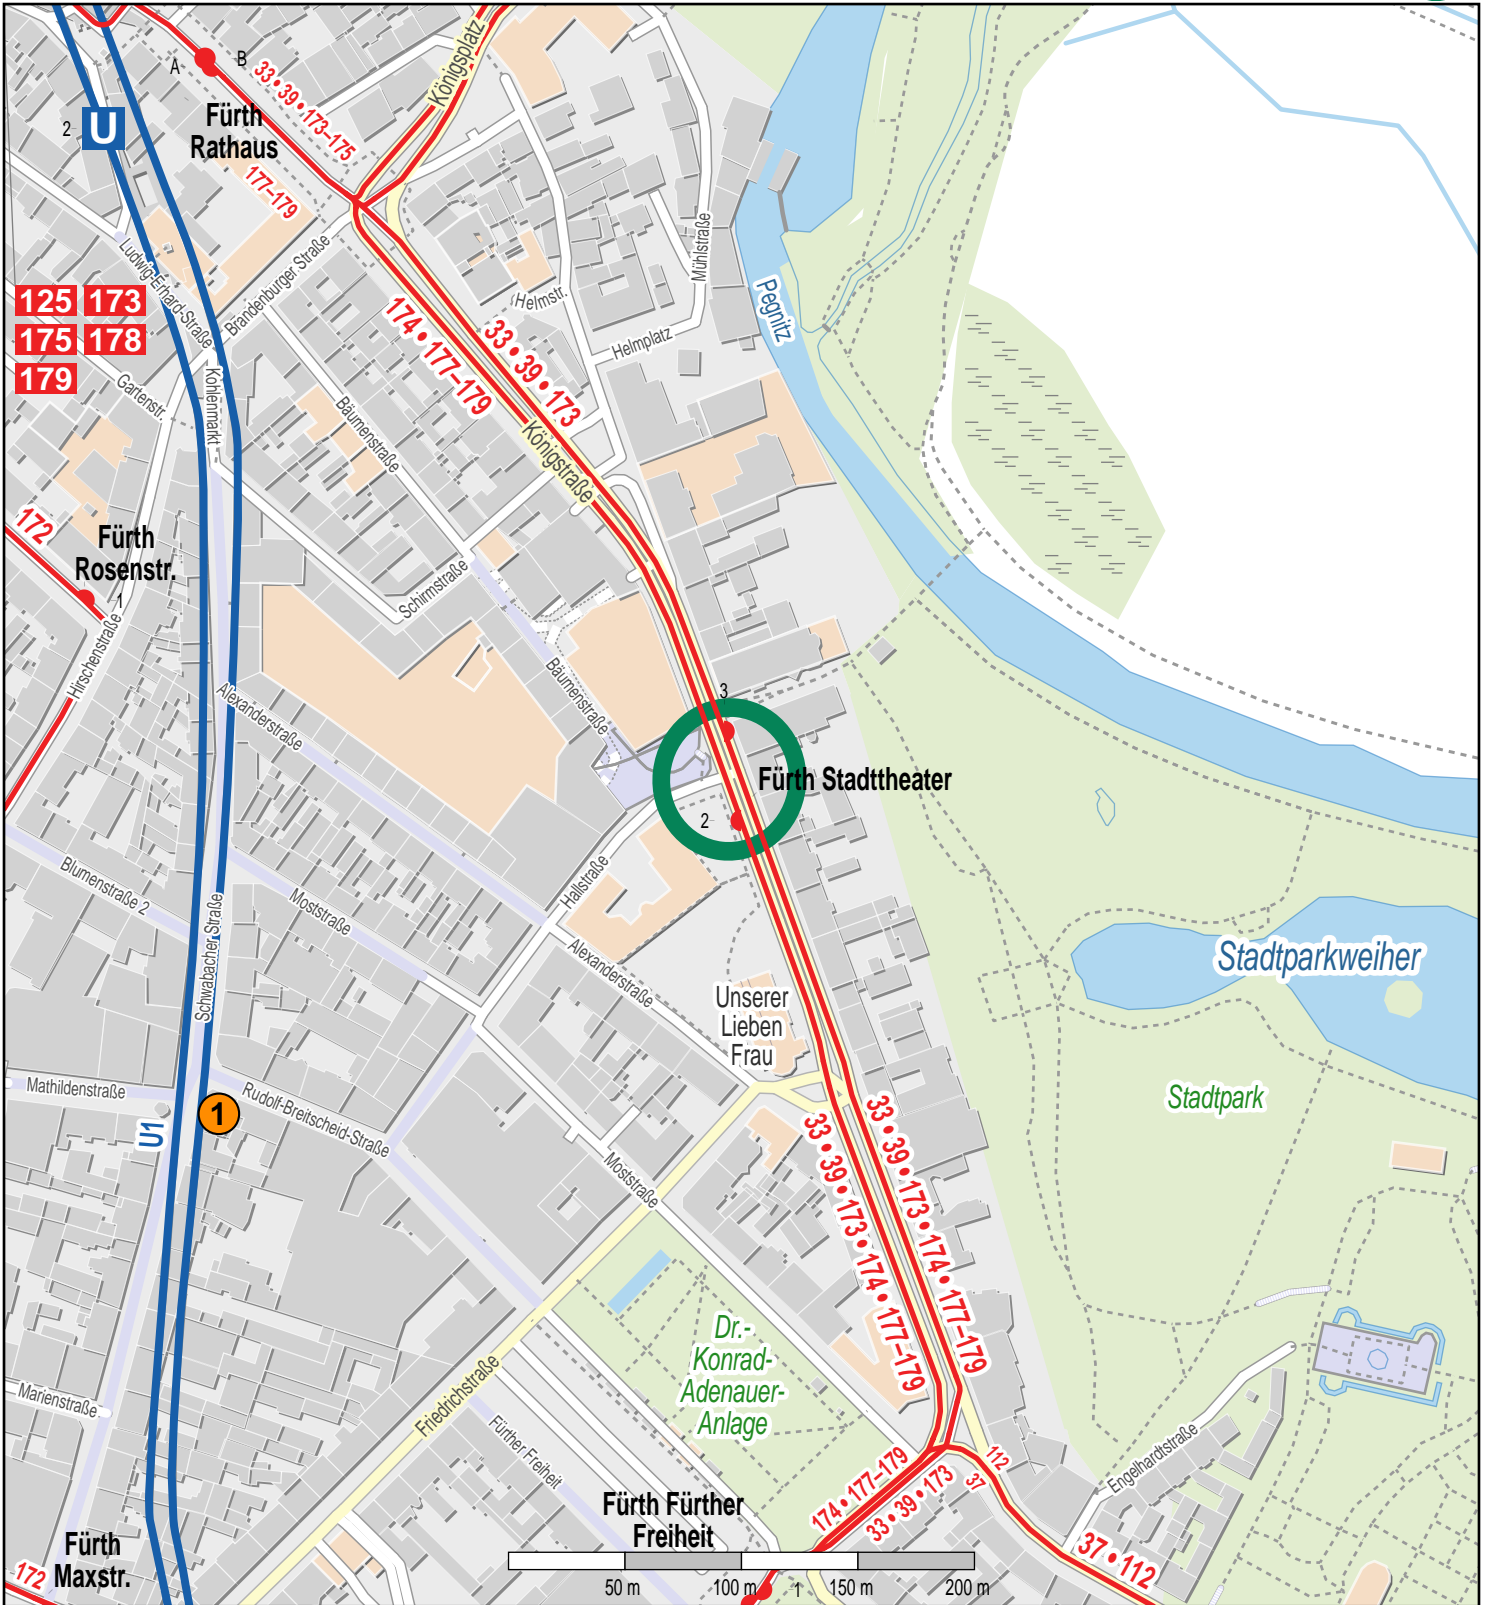 Königsplatz
A
B
33•39•173–175
2
U
Fürth
Rathaus
177–179
Ludwig-Erhard-Straße
Brandenburger Straße
Mühlstraße
Helmstr.
Helmplatz
Pegnitz
125 173
175 178
179
174•177–179
33•39•173
Gartenstr.
Kohlenmarkt
Bäumenstraße
Königstraße
172
Fürth
Rosenstr.
1
Schirmstraße
Hirschenstraße
Bäumenstraße
Alexanderstraße
3
Fürth Stadttheater
2
Blumenstraße 2
Moststraße
Hallstraße
Schwabacher Straße
Alexanderstraße
Stadtparkweiher
Unserer
Lieben
Frau
Mathildenstraße
Rudolf-Breitscheid-Straße
1
U1
Stadtpark
33•39•173•174•177–179
33•39•173•174•177–179
Moststraße
Dr.-
Konrad-
Adenauer-
Anlage
Marienstraße
Friedrichstraße
Fürther Freiheit
Engelhardtstraße
174•177–179
33•39•173
112
37
37•112
Fürth Fürther
Freiheit
Fürth
Maxstr.
172
50 m
100 m
1
150 m
200 m